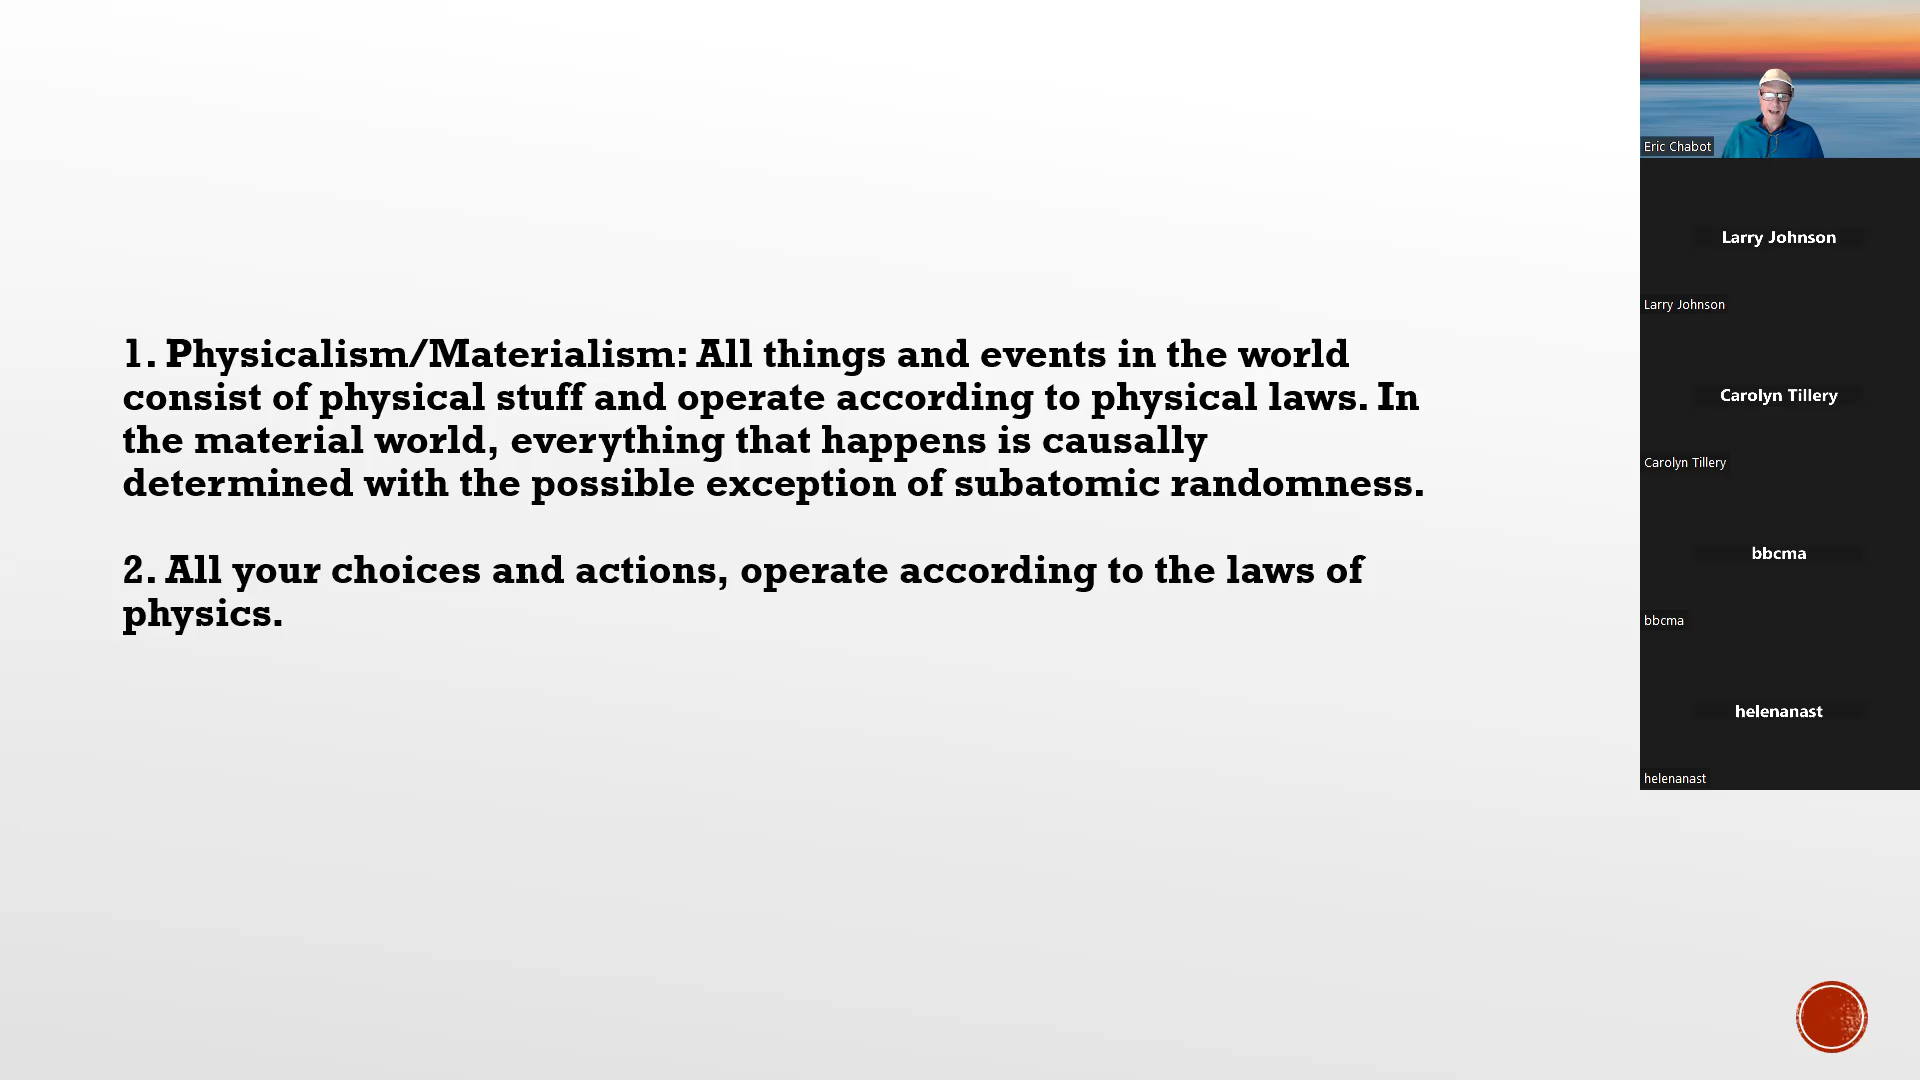 1. Physicalism/Materialism: All things and events in the world
consist of physical stuff and operate according to physical laws. In
the material world, everything that happens is causally
determined with the possible exception of subatomic randomness.
2. All your choices and actions, operate according to the laws of
physics.
Eric Chabot
Larry Johnson
Larry Johnson
Carolyn Tillery
Carolyn Tillery
bbcma
bbcma
helenanast
helenanast